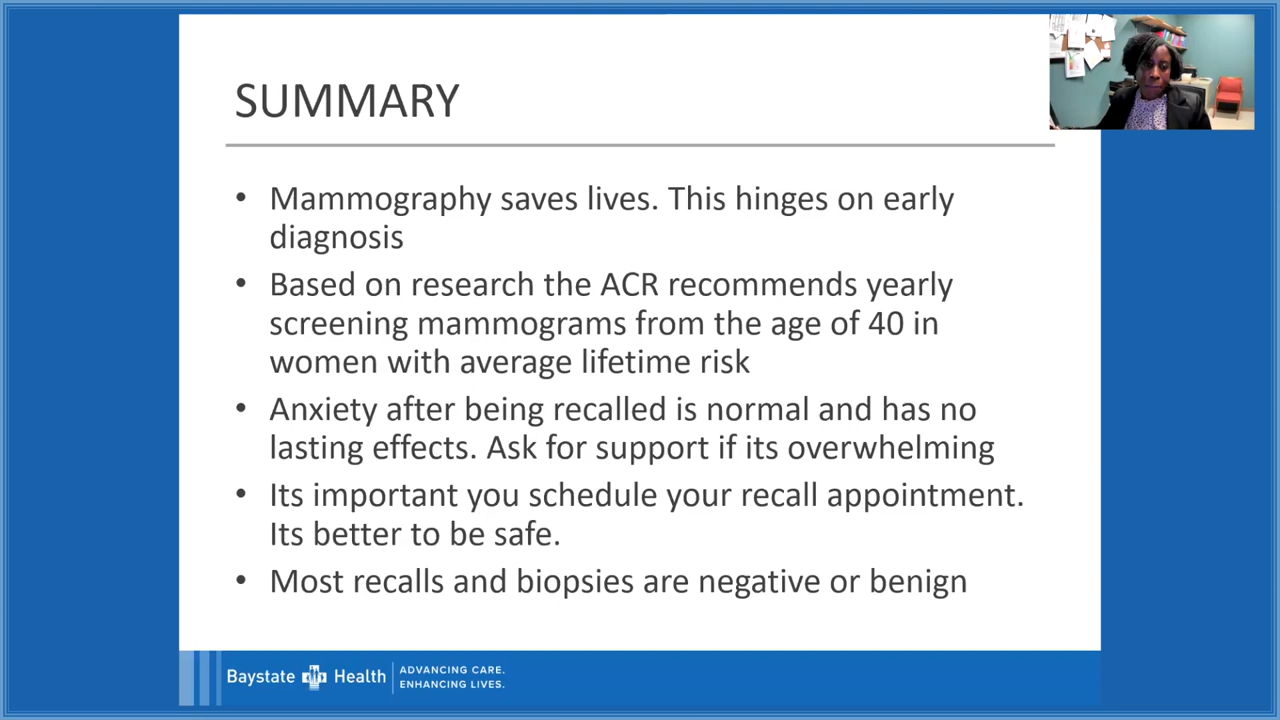 SUMMARY
• Mammography saves lives. This hinges on early
diagnosis
• Based on research the ACR recommends yearly
screening mammograms from the age of 40 in
women with average lifetime risk
• Anxiety after being recalled is normal and has no
lasting effects. Ask for support if its overwhelming
• Its important you schedule your recall appointment.
Its better to be safe.
• Most recalls and biopsies are negative or benign
Baystate Health
ADVANCING CARE.
ENHANCING LIVES.